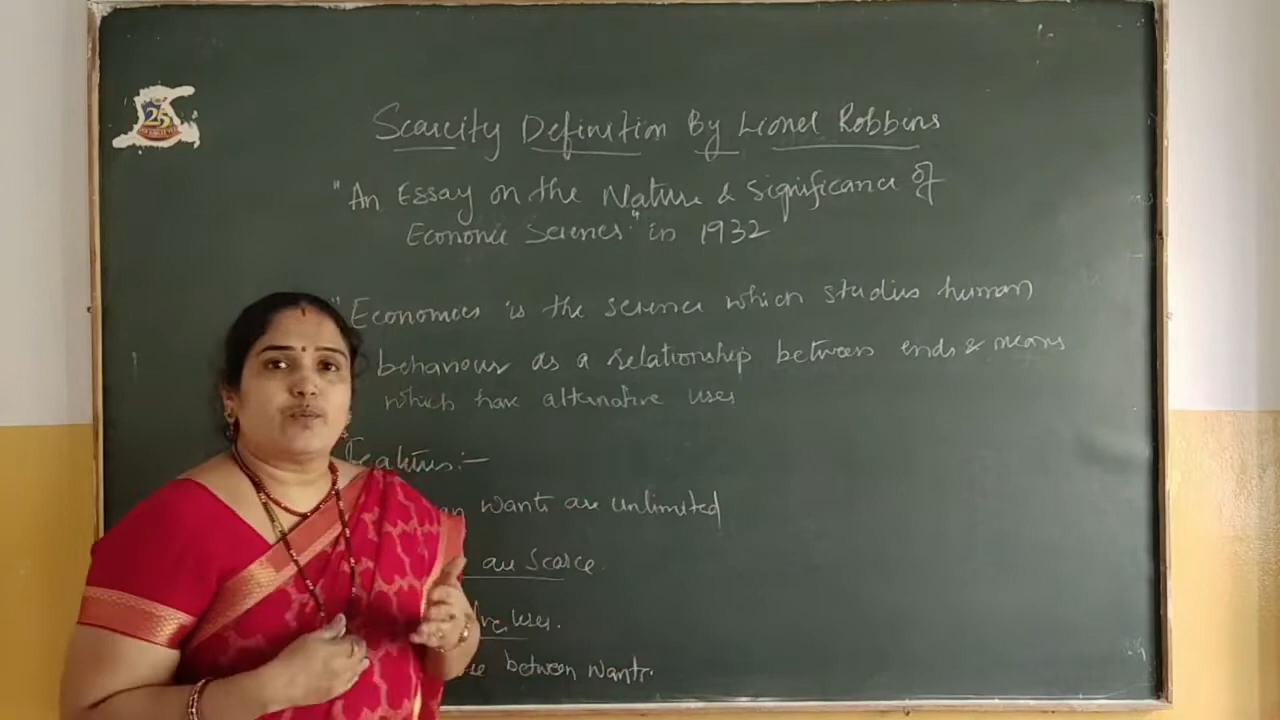 25
Scarcity Definition By Lionel Robbins
"An Essay on the Nature & Significance of
Economic Sciences" in 1932
"Economics is the science which studies human
behaviour as a relationship between ends & means
which have alternative uses
Features:-
wants are unlimited
are Scarce.
uses.
between wants.